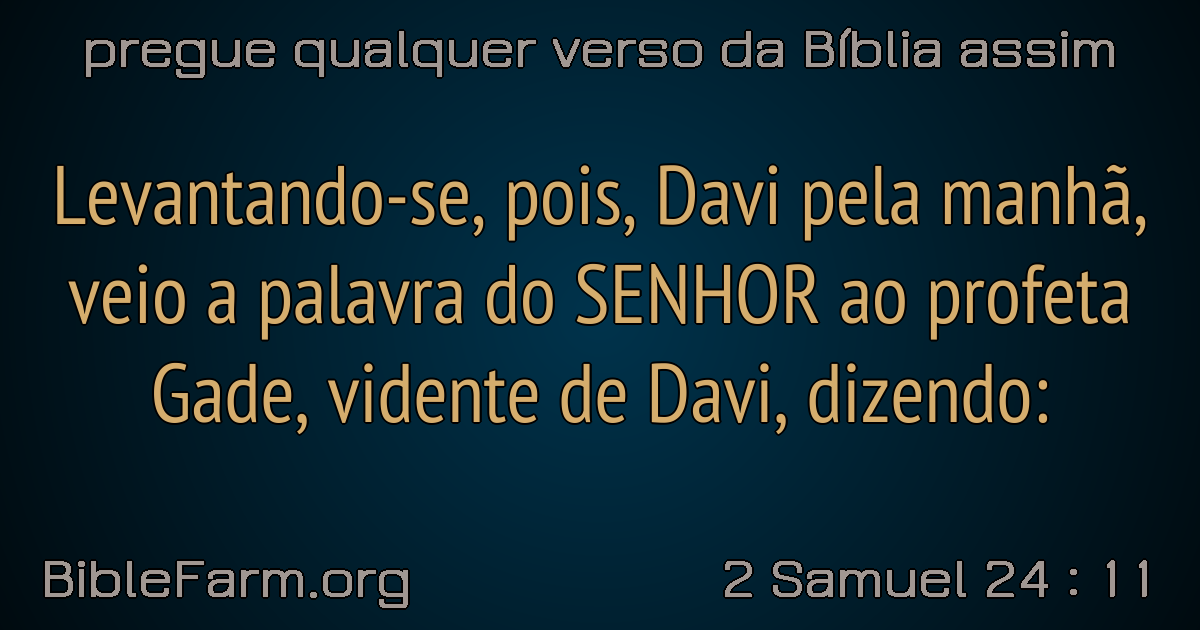 pregue qualquer verso da Bíblia assim
Levantando-se, pois, Davi pela manhã,
veio a palavra do SENHOR ao profeta
Gade, vidente de Davi, dizendo:
BibleFarm.org
2 Samuel 24 : 11